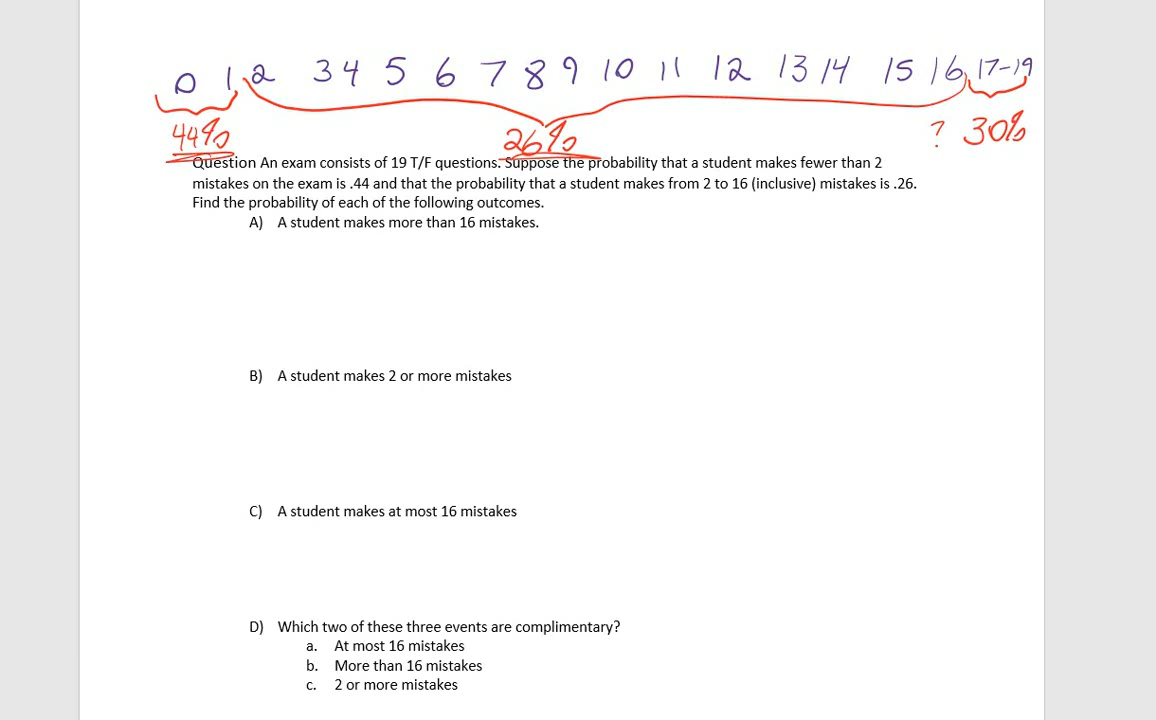 0 1 2 3 4 5 6 7 8 9 10 11 12 13 14 15 16 17-19
44% 26% ? 30%
Question An exam consists of 19 T/F questions. Suppose the probability that a student makes fewer than 2
mistakes on the exam is .44 and that the probability that a student makes from 2 to 16 (inclusive) mistakes is .26.
Find the probability of each of the following outcomes.
A) A student makes more than 16 mistakes.
B) A student makes 2 or more mistakes
C) A student makes at most 16 mistakes
D) Which two of these three events are complimentary?
a. At most 16 mistakes
b. More than 16 mistakes
c. 2 or more mistakes